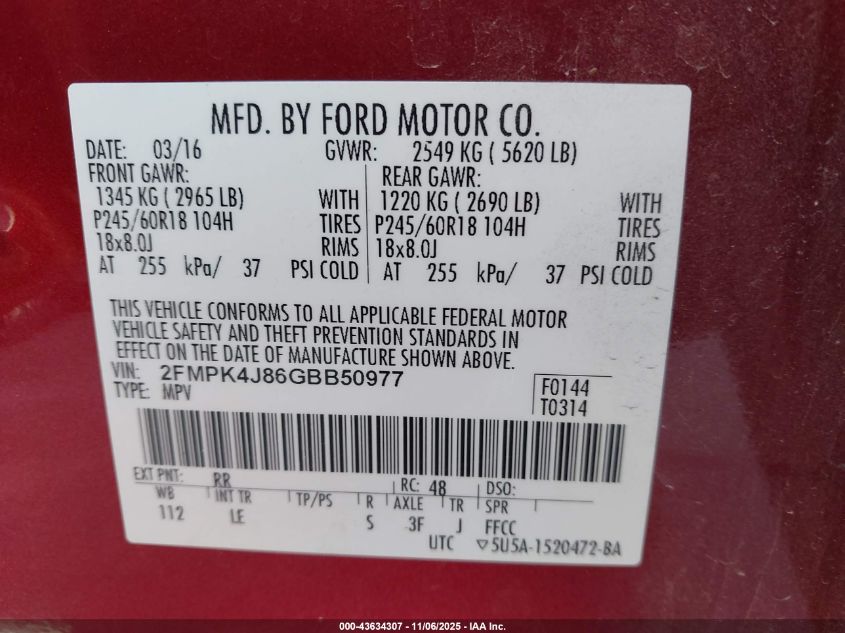 MFD. BY FORD MOTOR CO.
DATE: 03/16 GVWR: 2549 KG ( 5620 LB)
FRONT GAWR: REAR GAWR:
1345 KG ( 2965 LB) WITH 1220 KG ( 2690 LB) WITH
P245/60R18 104H TIRES P245/60R18 104H TIRES
18x8.0J RIMS 18x8.0J RIMS
AT 255 kPa/ 37 PSI COLD AT 255 kPa/ 37 PSI COLD
THIS VEHICLE CONFORMS TO ALL APPLICABLE FEDERAL MOTOR
VEHICLE SAFETY AND THEFT PREVENTION STANDARDS IN
EFFECT ON THE DATE OF MANUFACTURE SHOWN ABOVE.
VIN: 2FMPK4J86GBB50977
TYPE: MPV
F0144
T0314
EXT PNT: RR RC: 48 DSO:
WB INT TR TP/PS R AXLE TR SPR
112 LE S 3F J FFCC
UTC ▽5U5A-1520472-BA
000-43634307 - 11/06/2025 - IAA Inc.